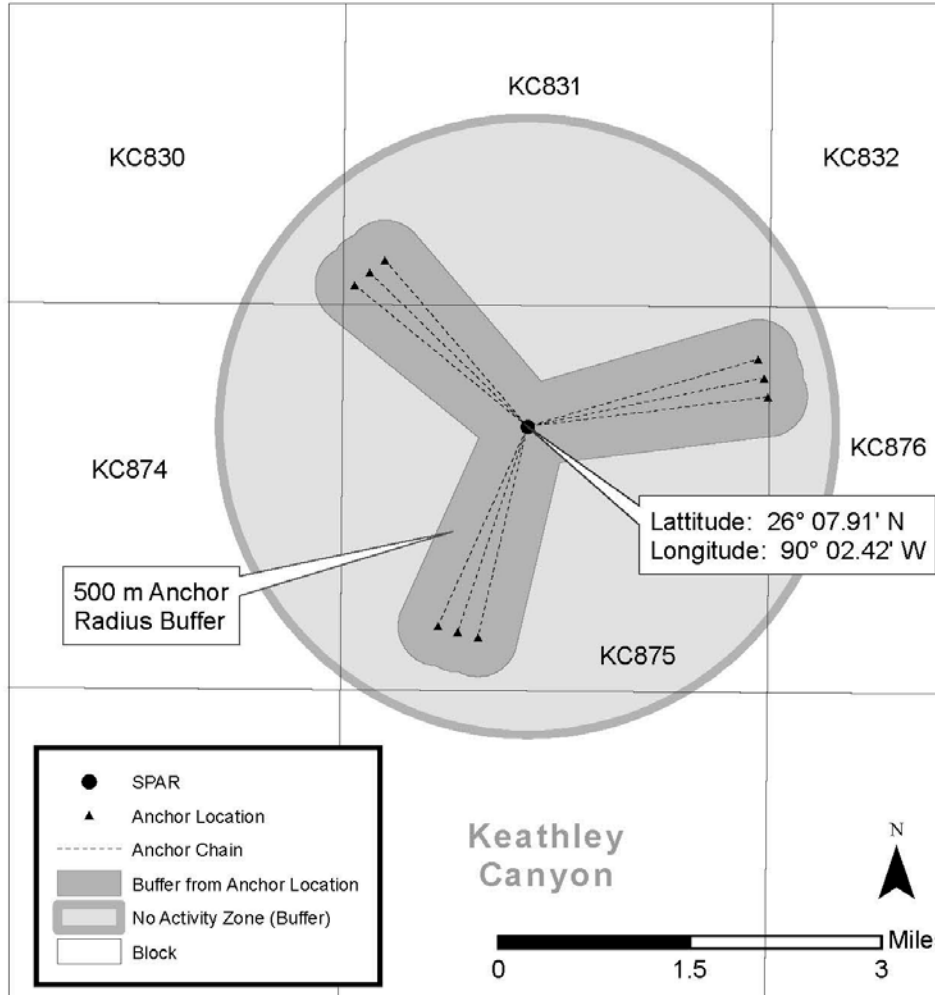 KC831
KC830
KC832
KC874
KC876
Lattitude: 26° 07.91' N
Longitude: 90° 02.42' W
500 m Anchor
Radius Buffer
KC875
SPAR
Anchor Location
Anchor Chain
Buffer from Anchor Location
No Activity Zone (Buffer)
Block
Keathley
Canyon
N
Mile
0 1.5 3